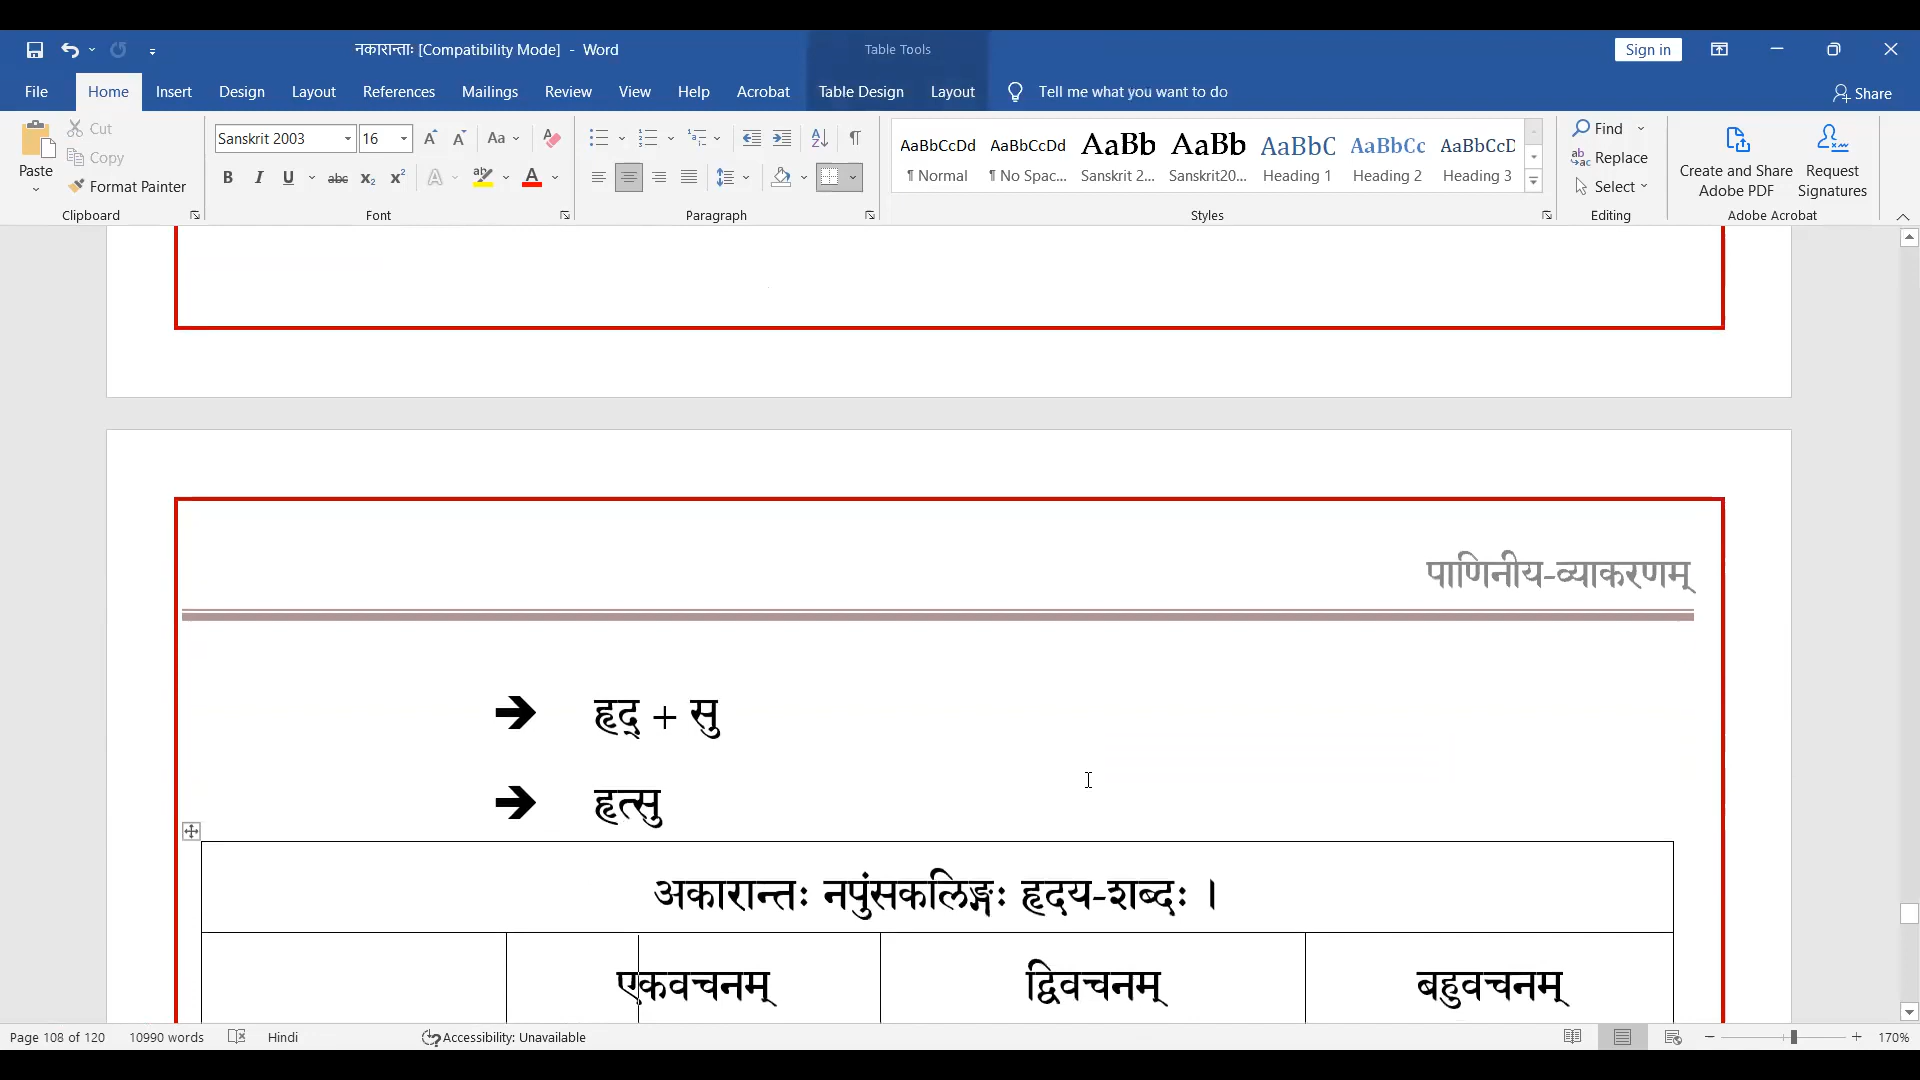 नकारान्ताः [Compatibility Mode] - Word
Table Tools
Sign in
File Home Insert Design Layout References Mailings Review View Help Acrobat Table Design Layout Tell me what you want to do Share
Cut
Copy
Paste
Format Painter
Clipboard
Sanskrit 2003 16
Font
Paragraph
AaBbCcDd AaBbCcDd AaBb AaBb AaBbC AaBbCc AaBbCcD
¶ Normal ¶ No Spac... Sanskrit 2... Sanskrit20... Heading 1 Heading 2 Heading 3
Styles
Find
Replace
Select
Editing
Create and Share Adobe PDF
Request Signatures
Adobe Acrobat
पाणिनीय-व्याकरणम्
➔ हृद् + सु
➔ हृत्सु
अकारान्तः नपुंसकलिङ्गः हृदय-शब्दः ।
एकवचनम् द्विवचनम् बहुवचनम्
Page 108 of 120 10990 words Hindi Accessibility: Unavailable 170%